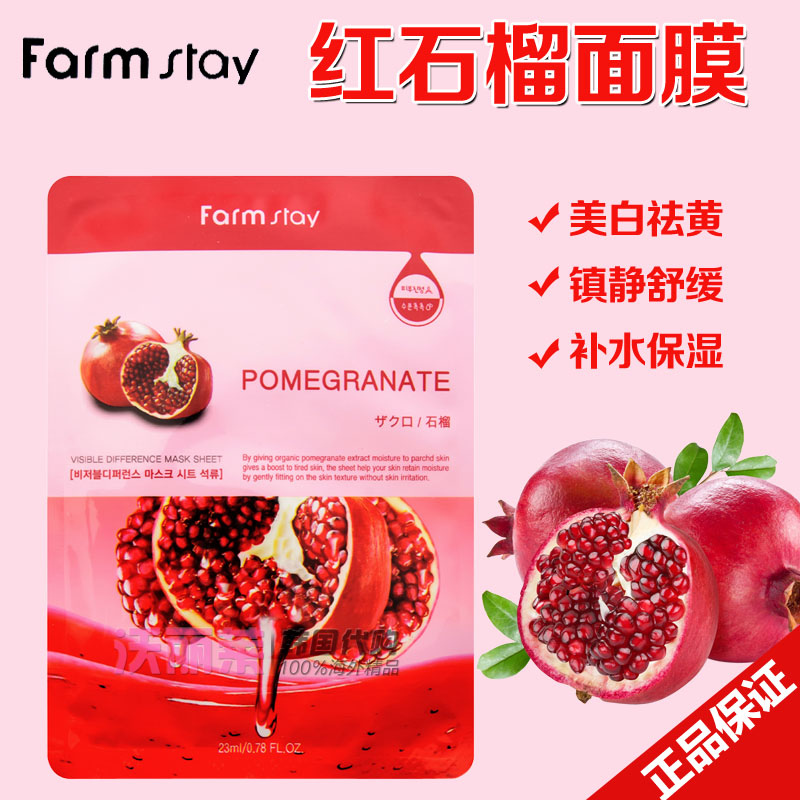 Farm stay
红石榴面膜
美白祛黄
镇静舒缓
补水保湿
Farm stay
POMEGRANATE
ザクロ / 石榴
VISIBLE DIFFERENCE MASK SHEET
[비저블디퍼런스 마스크 시트 석류]
By giving organic pomegranate extract moisture to parchd skin
gives a boost to tired skin, the sheet help your skin retain moisture
by gently fitting on the skin texture without skin irritation.
韩国代购
100%海外精品
23ml/0.78 FL.OZ.
正品保证